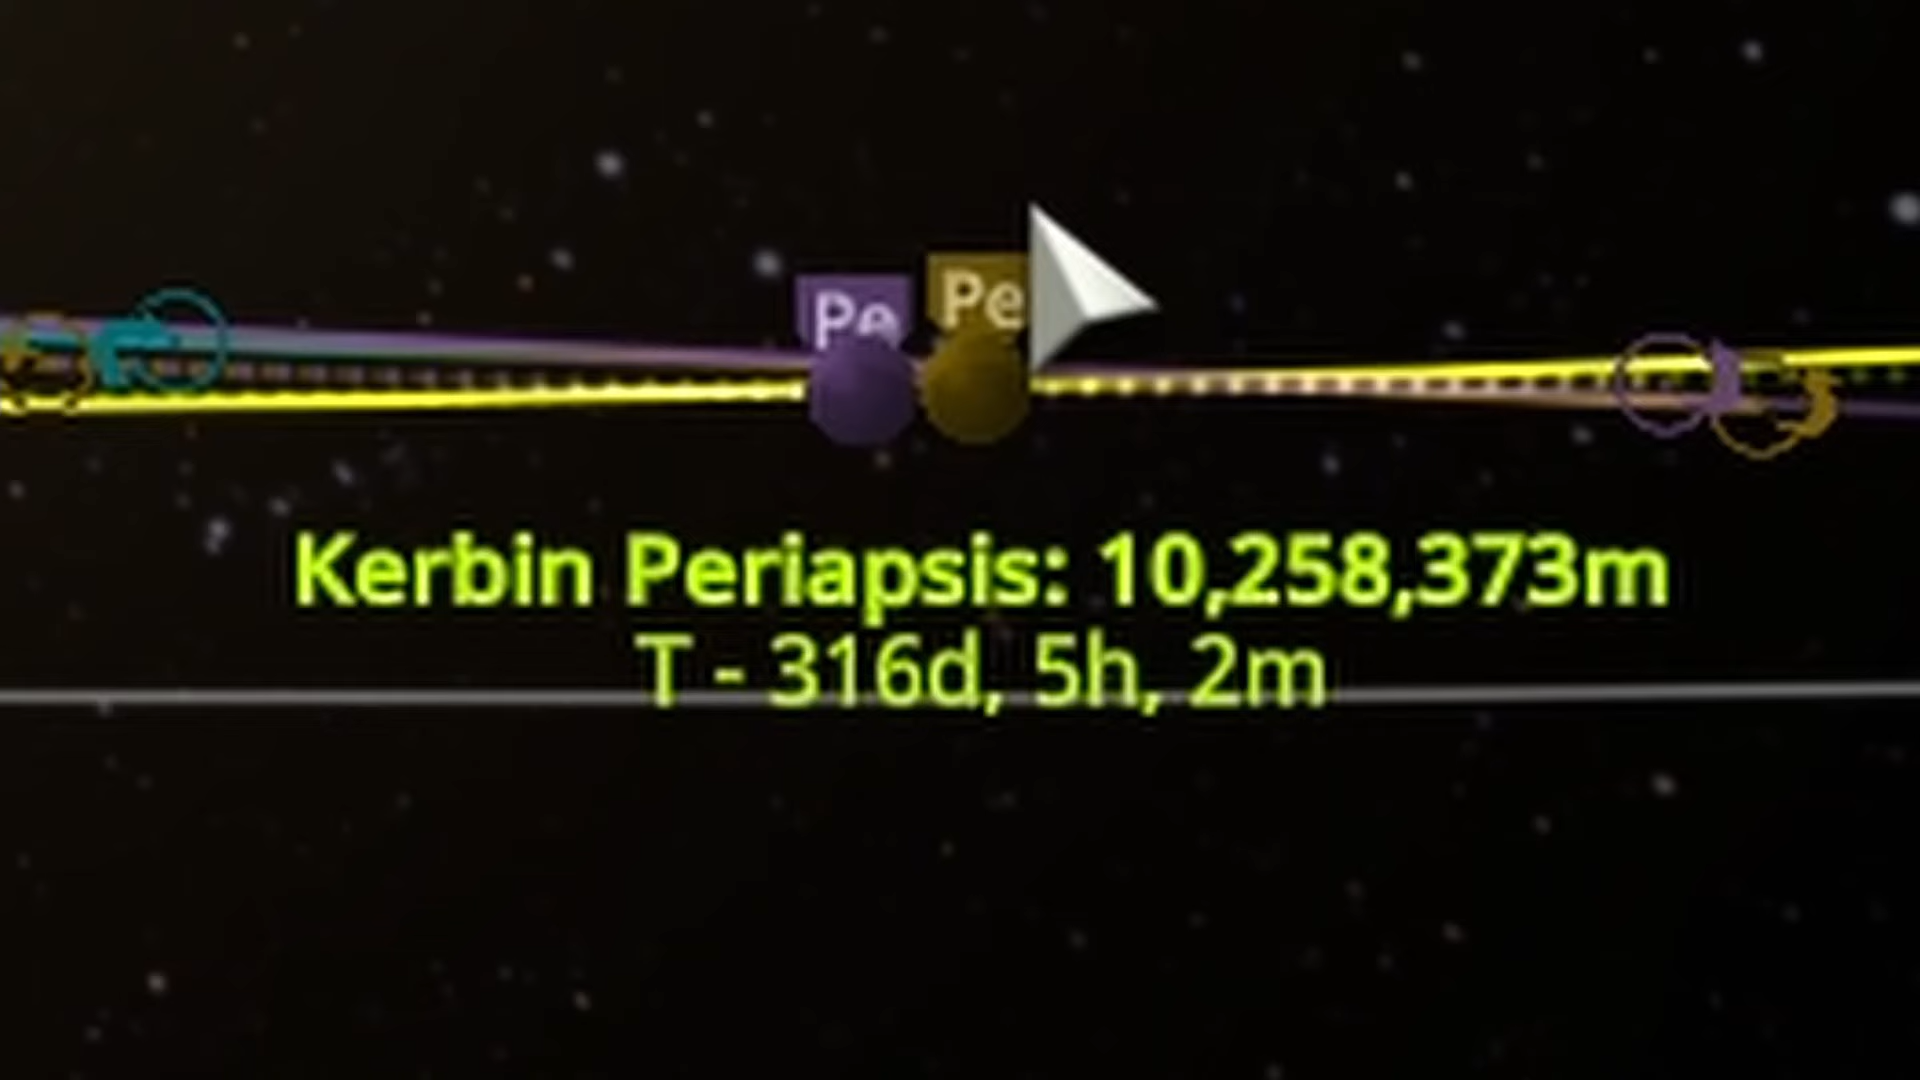 Pe
Pe
Kerbin Periapsis: 10,258,373m
T - 316d, 5h, 2m